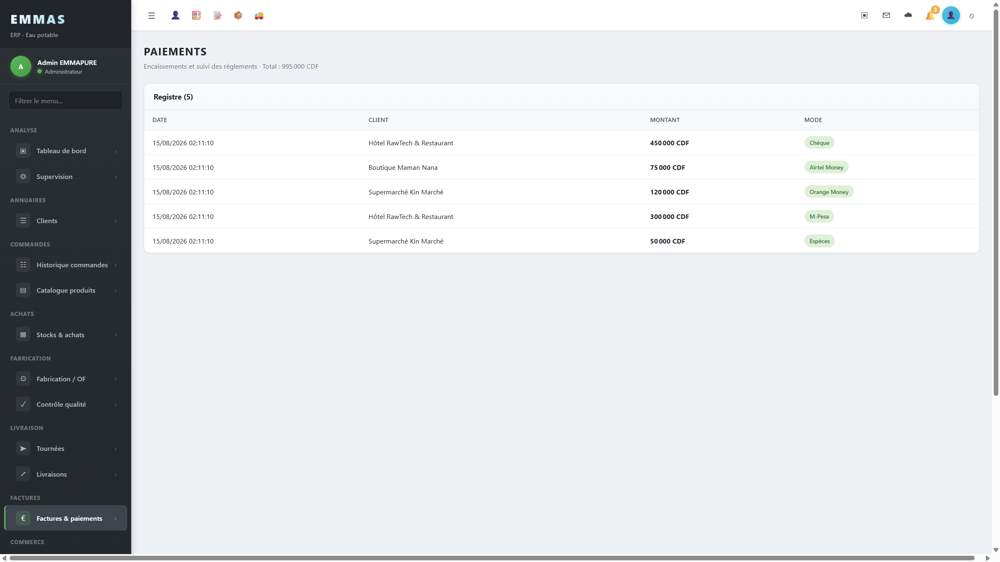 EMMAS
ERP · Eau potable
A
Admin EMMAPURE
Administrateur
Filtrer le menu...
ANALYSE
Tableau de bord
Supervision
ANNUAIRES
Clients
COMMANDES
Historique commandes
Catalogue produits
ACHATS
Stocks & achats
FABRICATION
Fabrication / OF
Contrôle qualité
LIVRAISON
Tournées
Livraisons
FACTURES
€ Factures & paiements
COMMERCE
3
PAIEMENTS
Encaissements et suivi des règlements · Total : 995 000 CDF
Registre (5)
DATE CLIENT MONTANT MODE
15/08/2026 02:11:10 Hôtel RawTech & Restaurant 450 000 CDF Chèque
15/08/2026 02:11:10 Boutique Maman Nana 75 000 CDF Airtel Money
15/08/2026 02:11:10 Supermarché Kin Marché 120 000 CDF Orange Money
15/08/2026 02:11:10 Hôtel RawTech & Restaurant 300 000 CDF M-Pesa
15/08/2026 02:11:10 Supermarché Kin Marché 50 000 CDF Espèces